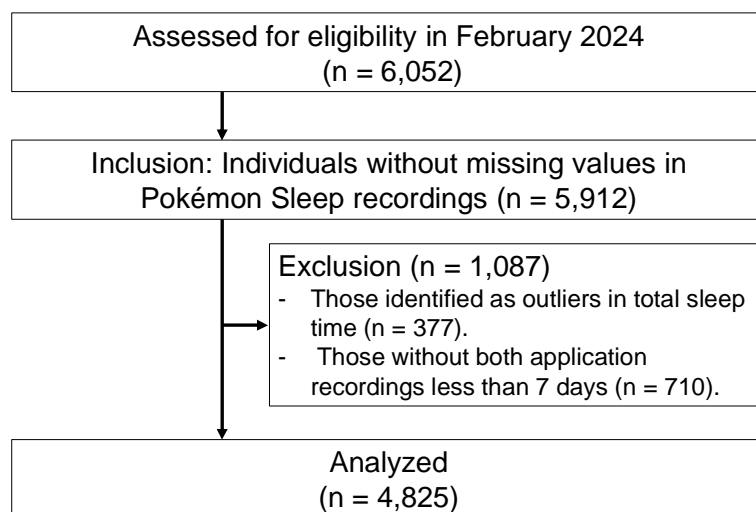 Assessed for eligibility in February 2024
(n = 6,052)
Inclusion: Individuals without missing values in
Pokémon Sleep recordings (n = 5,912)
Exclusion (n = 1,087)
- Those identified as outliers in total sleep
time (n = 377).
- Those without both application
recordings less than 7 days (n = 710).
Analyzed
(n = 4,825)